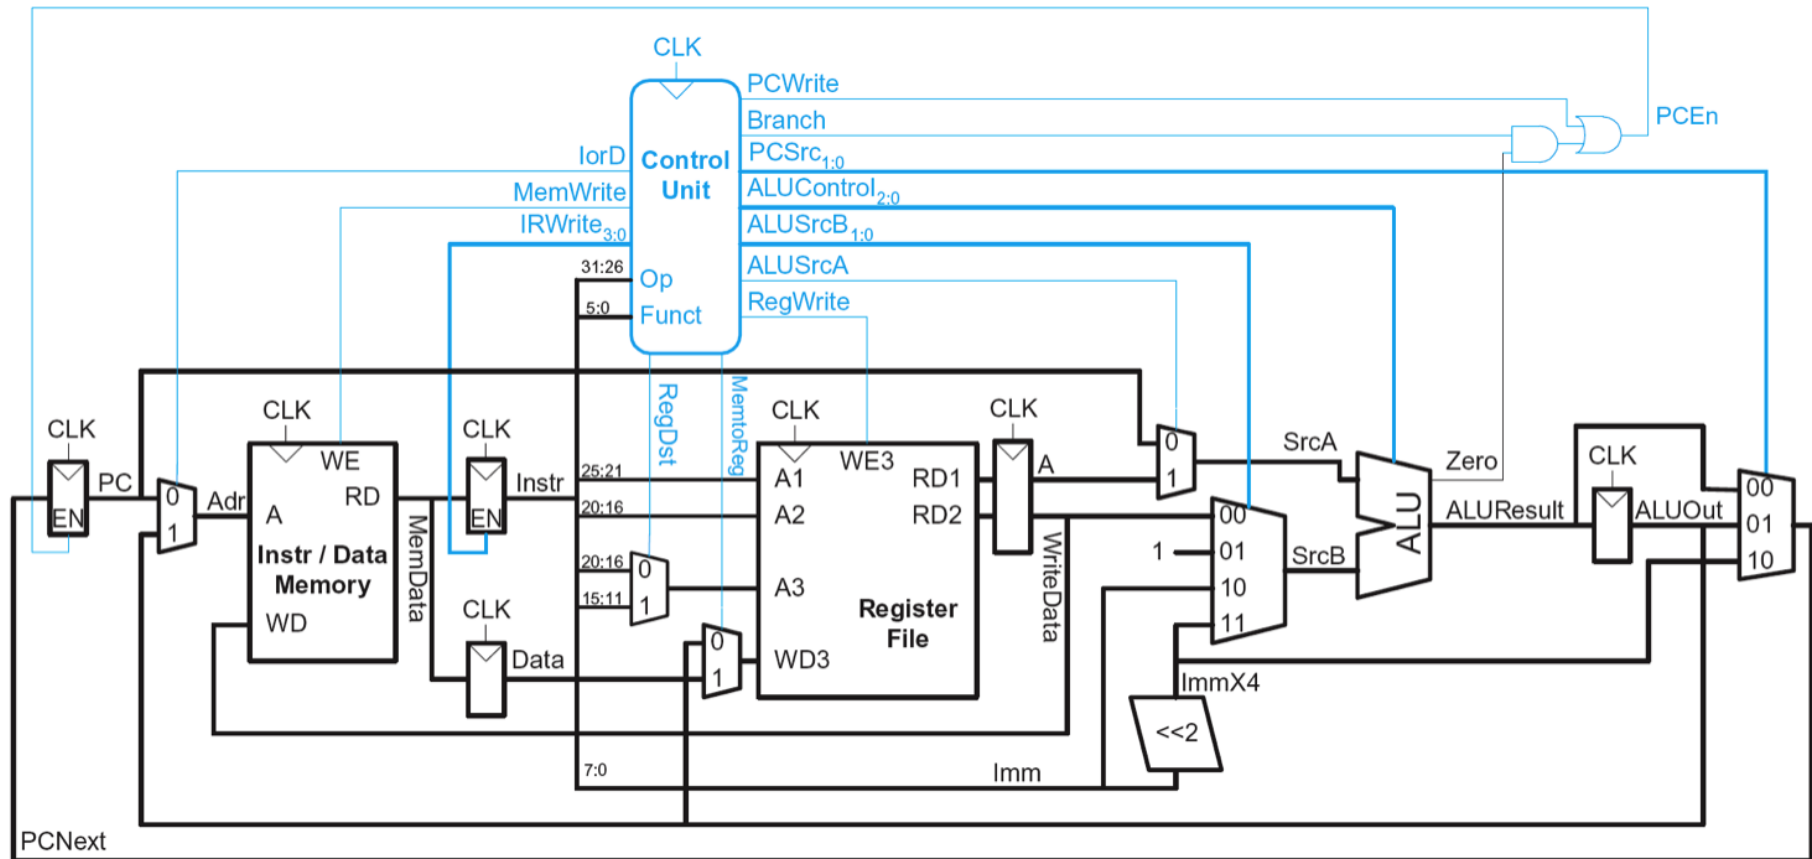 CLK
PCWrite
Branch
PCEn
PCSrc1:0
IorD
Control
Unit
MemWrite
ALUControl2:0
IRWrite3:0
ALUSrcB1:0
31:26
Op
ALUSrcA
5:0
Funct
RegWrite
RegDst
MemtoReg
CLK
CLK
CLK
CLK
CLK
WE
WE3
0
1
SrcA
Zero
CLK
PC
0
1
Adr
A
RD
EN
EN
Instr
25:21
A1
RD1
A
20:16
A2
RD2
00
01
10
11
1
SrcB
ALU
ALUResult
ALUOut
00
01
10
Instr / Data
Memory
MemData
WriteData
20:16
15:11
0
1
A3
Register
File
WD
CLK
Data
0
1
WD3
ImmX4
<<2
7:0
Imm
PCNext